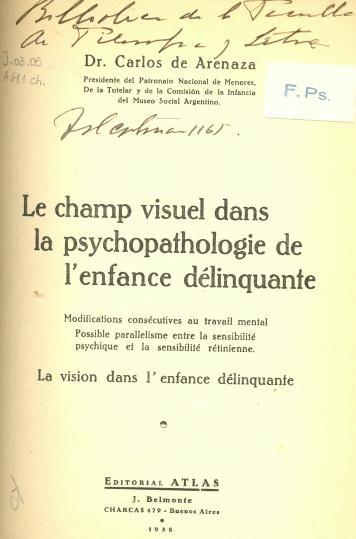 Biblioteca de la Facultad
de Filosofia y Letras
J.03.06
A681 ch.
Dr. Carlos de Arenaza
Presidente del Patronato Nacional de Menores,
De la Tutelar y de la Comisión de la Infancia
del Museo Social Argentino.
F. Ps.
1165.
Le champ visuel dans
la psychopathologie de
l'enfance délinquante
Modifications consécutives au travail mental
Possible parallelisme entre la sensibilité
psychique et la sensibilité rétinienne.
La vision dans l'enfance délinquante
EDITORIAL ATLAS
J. Belmonte
CHARCAS 479 - Buenos Aires
1938